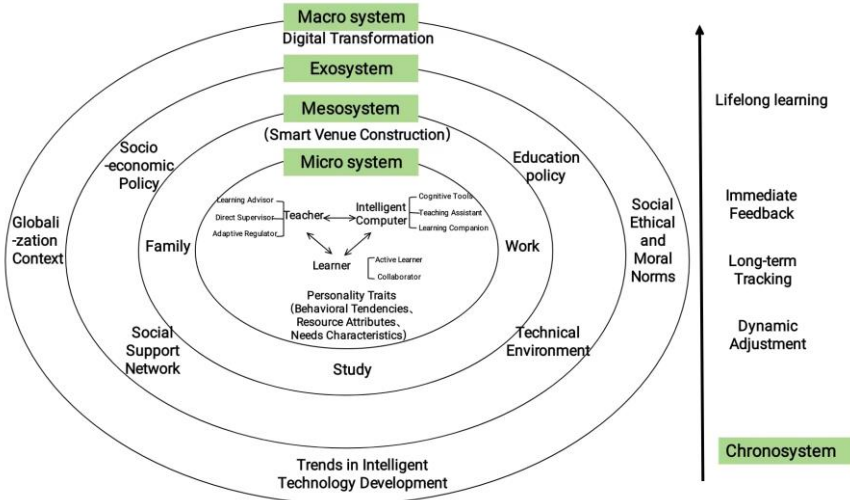 Macro system
Digital Transformation
Exosystem
Mesosystem
(Smart Venue Construction)
Micro system
Socio
-economic
Policy
Education
policy
Globali
-zation
Context
Social
Ethical
and
Moral
Norms
Family
Work
Learning Advisor
Direct Supervisor
Adaptive Regulator
Teacher
Intelligent
Computer
Cognitive Tools
Teaching Assistant
Learning Companion
Learner
Active Learner
Collaborator
Personality Traits
(Behavioral Tendencies、
Resource Attributes、
Needs Characteristics)
Social
Support
Network
Study
Technical
Environment
Trends in Intelligent
Technology Development
Lifelong learning
Immediate
Feedback
Long-term
Tracking
Dynamic
Adjustment
Chronosystem